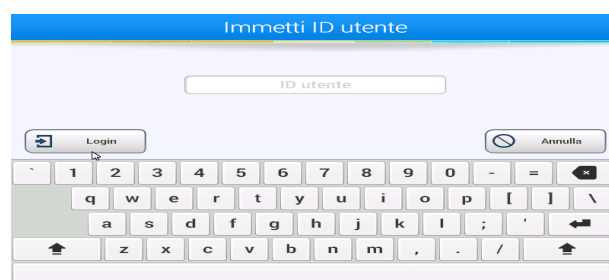 Immetti ID utente
ID utente
Login Annulla
` 1 2 3 4 5 6 7 8 9 0 - =
q w e r t y u i o p [ ] \
a s d f g h j k l ; '
z x c v b n m , . /